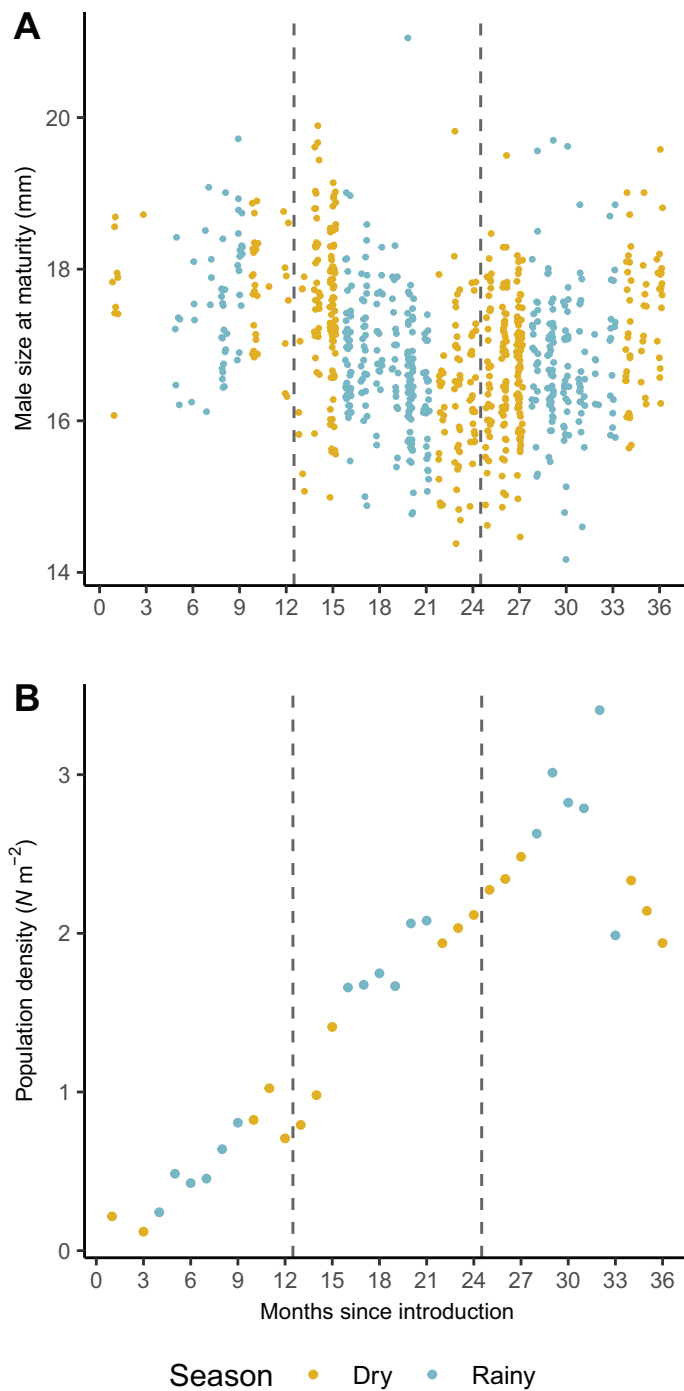 A
Male size at maturity (mm)
20
18
16
14
0 3 6 9 12 15 18 21 24 27 30 33 36
B
Population density (N m⁻²)
3
2
1
0
0 3 6 9 12 15 18 21 24 27 30 33 36
Months since introduction
Season Dry Rainy